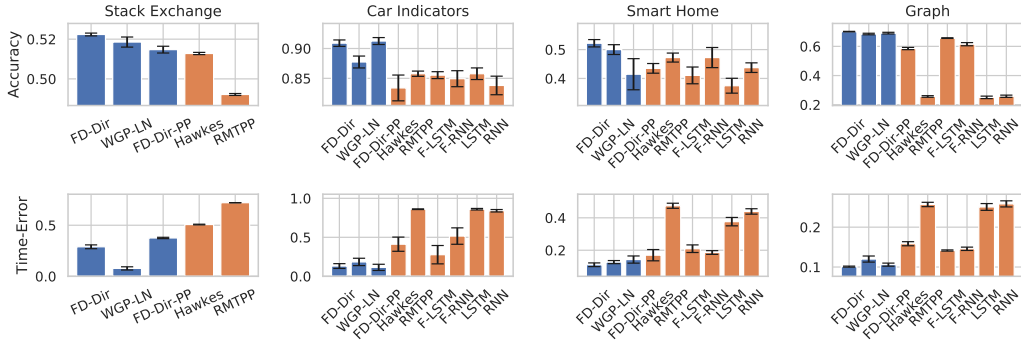 Stack Exchange
Car Indicators
Smart Home
Graph
Accuracy
0.52
0.50
FD-Dir
WGP-LN
FD-Dir-PP
Hawkes
RMTPP
0.90
0.85
FD-Dir
WGP-LN
FD-Dir-PP
Hawkes
RMTPP
F-LSTM
F-RNN
LSTM
RNN
0.5
0.4
FD-Dir
WGP-LN
FD-Dir-PP
Hawkes
RMTPP
F-LSTM
F-RNN
LSTM
RNN
0.6
0.4
0.2
FD-Dir
WGP-LN
FD-Dir-PP
Hawkes
RMTPP
F-LSTM
F-RNN
LSTM
RNN
Time-Error
0.5
0.0
FD-Dir
WGP-LN
FD-Dir-PP
Hawkes
RMTPP
1.0
0.5
0.0
FD-Dir
WGP-LN
FD-Dir-PP
Hawkes
RMTPP
F-LSTM
F-RNN
LSTM
RNN
0.4
0.2
FD-Dir
WGP-LN
FD-Dir-PP
Hawkes
RMTPP
F-LSTM
F-RNN
LSTM
RNN
0.2
0.1
FD-Dir
WGP-LN
FD-Dir-PP
Hawkes
RMTPP
F-LSTM
F-RNN
LSTM
RNN